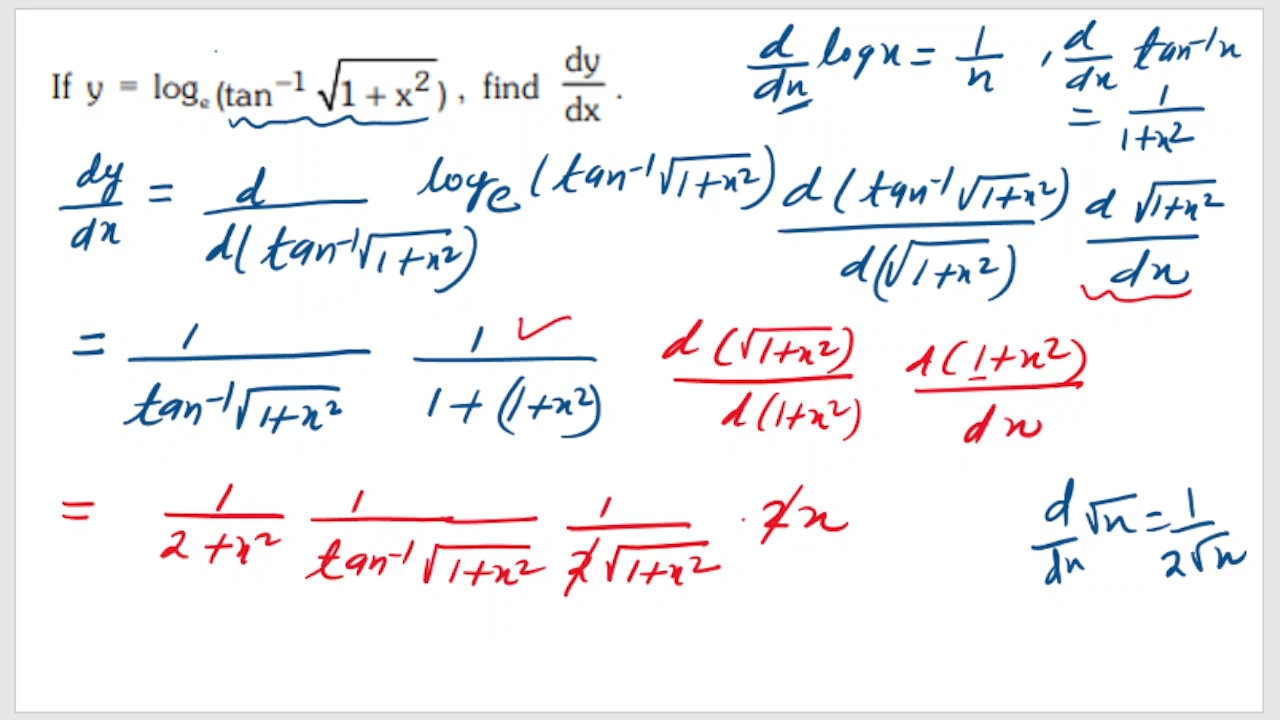 If y = logₑ (tan⁻¹ √(1 + x²)), find dy/dx .
d/dx log x = 1/x , d/dx tan⁻¹x
= 1/(1+x²)
dy/dx = d/d(tan⁻¹√(1+x²)) logₑ (tan⁻¹√(1+x²)) d(tan⁻¹√(1+x²))/d(√(1+x²)) d√(1+x²)/dx
= 1/(tan⁻¹√(1+x²)) 1/(1+(1+x²)) ✓ d(√(1+x²))/d(1+x²) d(1+x²)/dx
= 1/(2+x²) 1/(tan⁻¹√(1+x²)) 1/(2√(1+x²)) · 2x
d/dx √x = 1/(2√x)